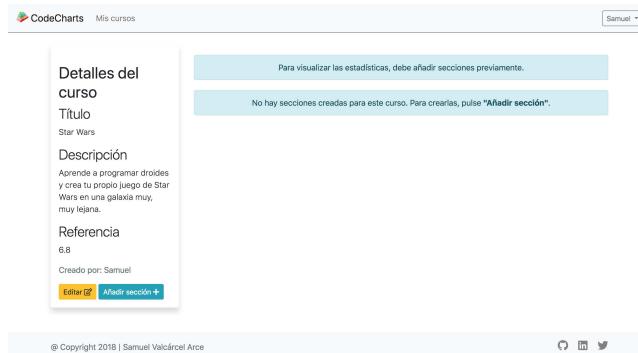 CodeCharts
Mis cursos
Samuel
Detalles del
curso
Título
Star Wars
Descripción
Aprende a programar droides
y crea tu propio juego de Star
Wars en una galaxia muy,
muy lejana.
Referencia
6.8
Creado por: Samuel
Editar
Añadir sección
Para visualizar las estadísticas, debe añadir secciones previamente.
No hay secciones creadas para este curso. Para crearlas, pulse "Añadir sección".
@ Copyright 2018 | Samuel Valcárcel Arce